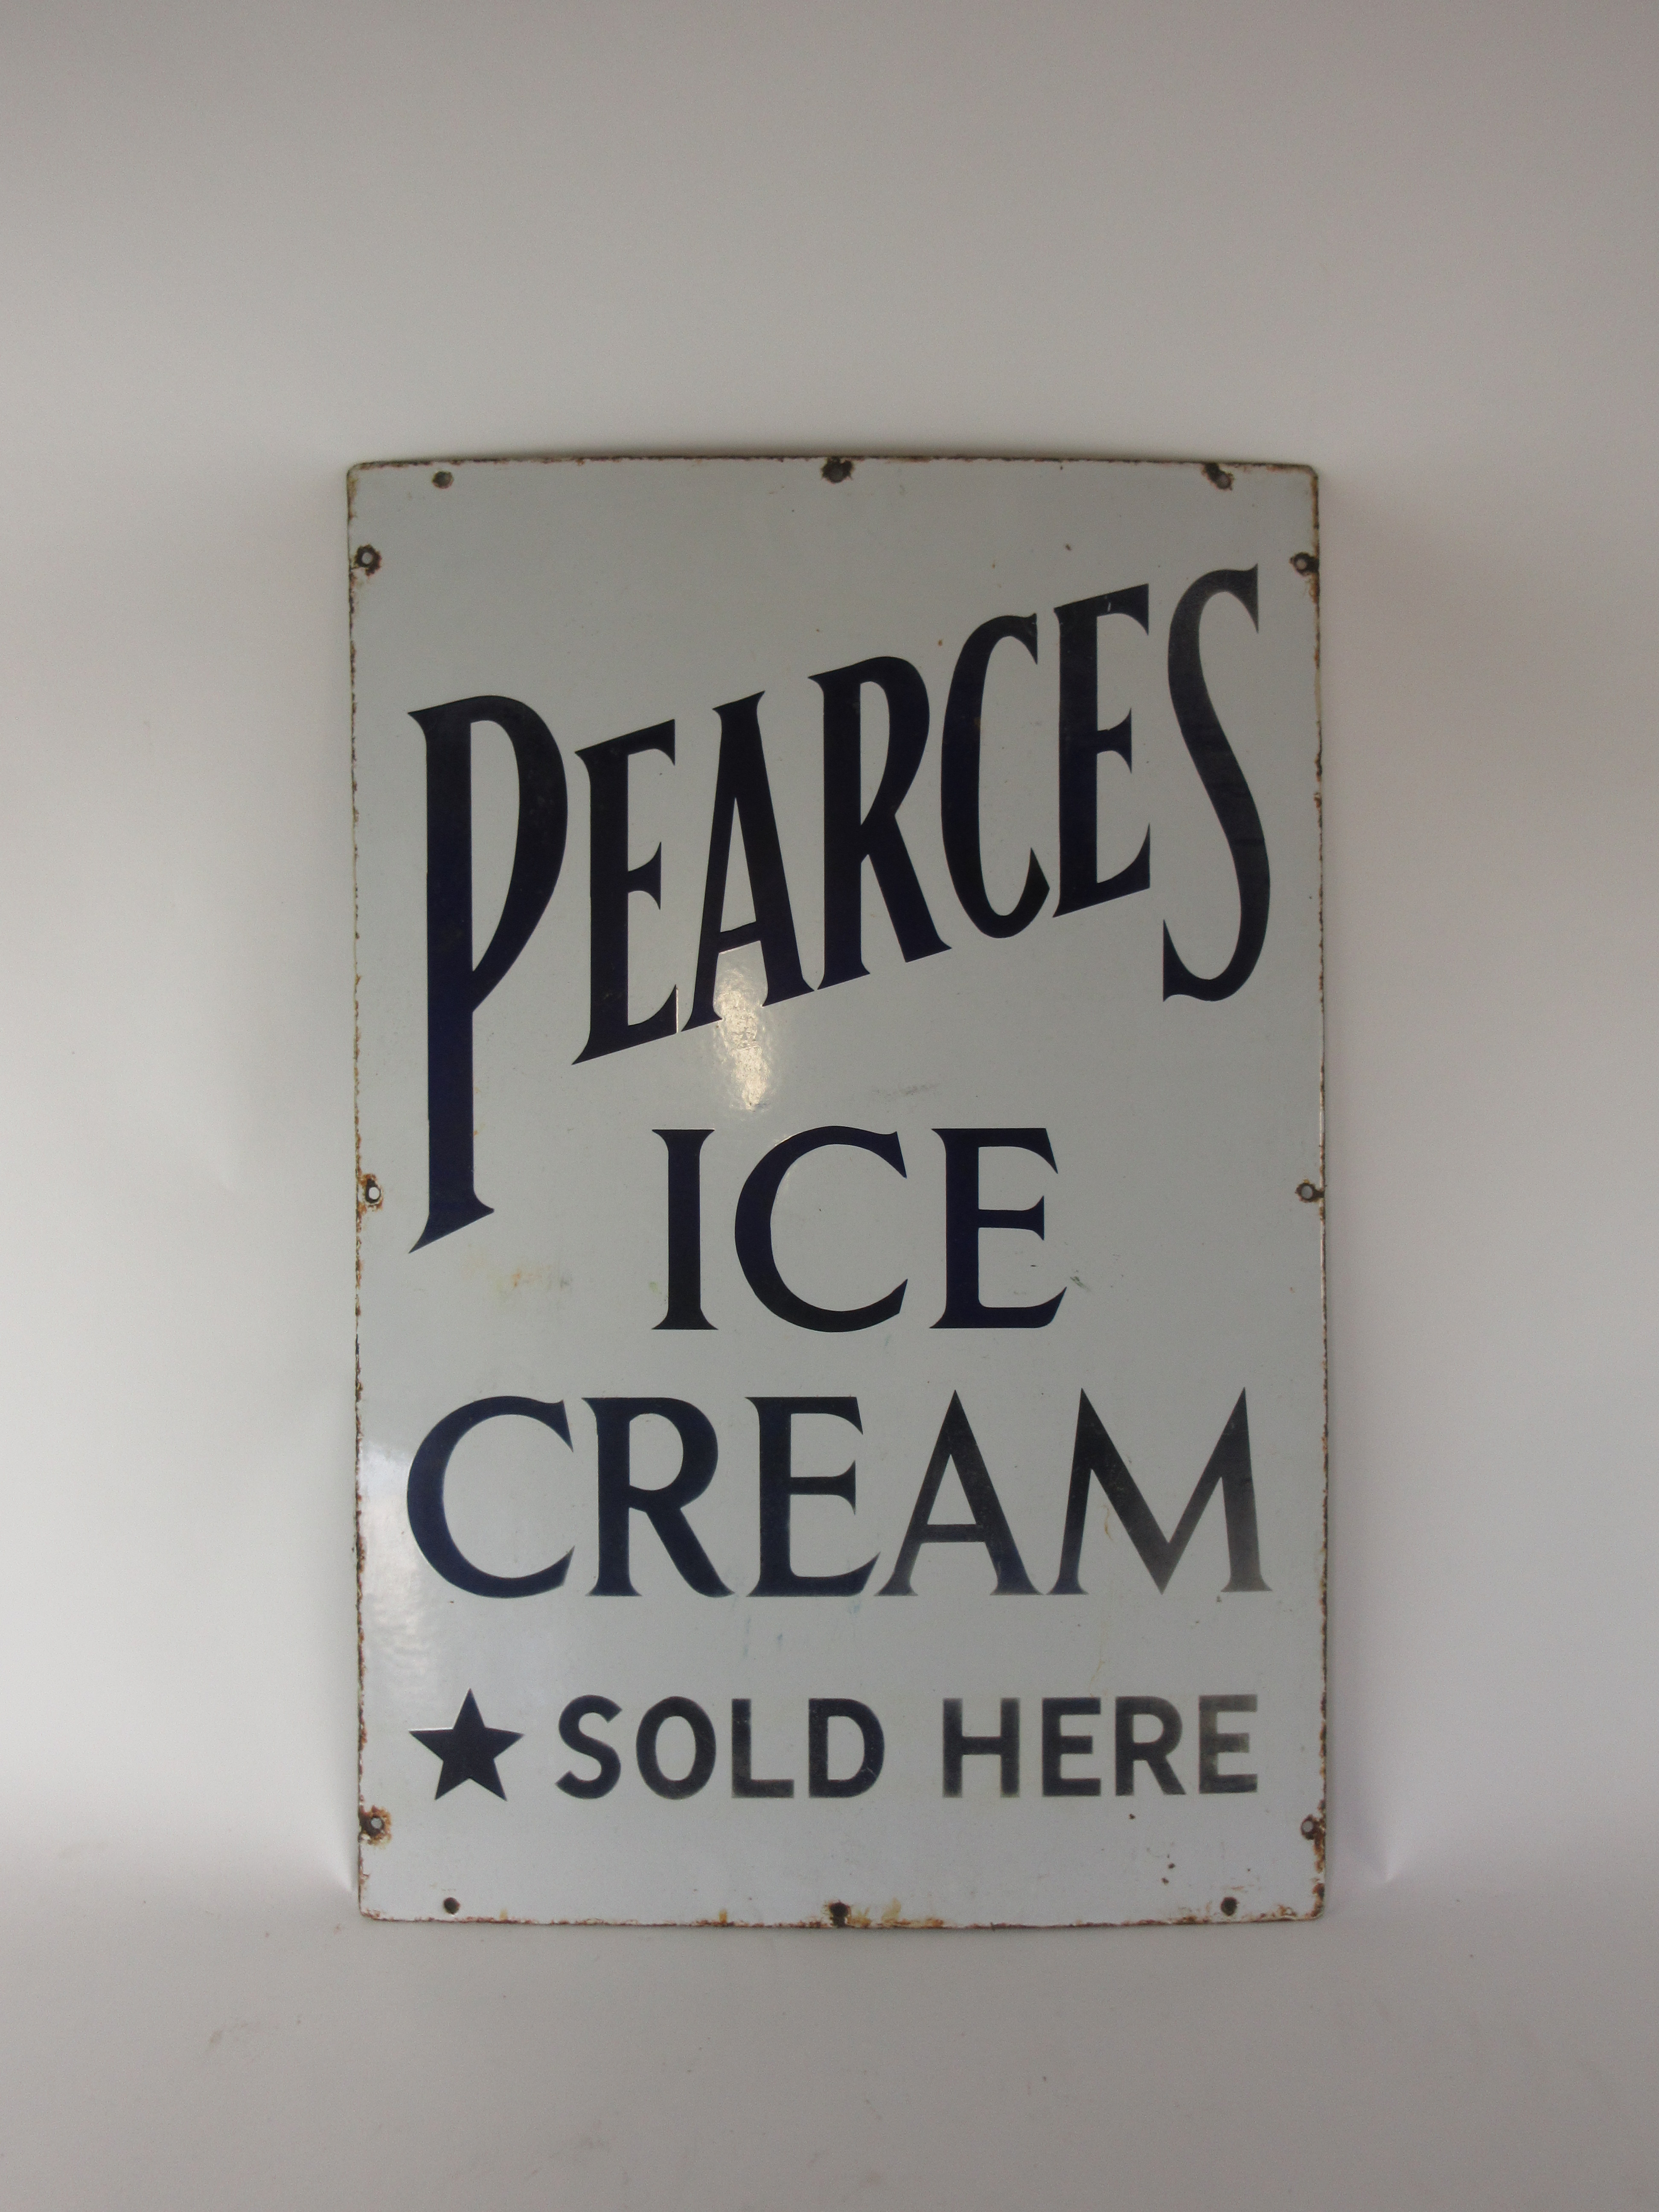 PEARCES
ICE
CREAM
★ SOLD HERE